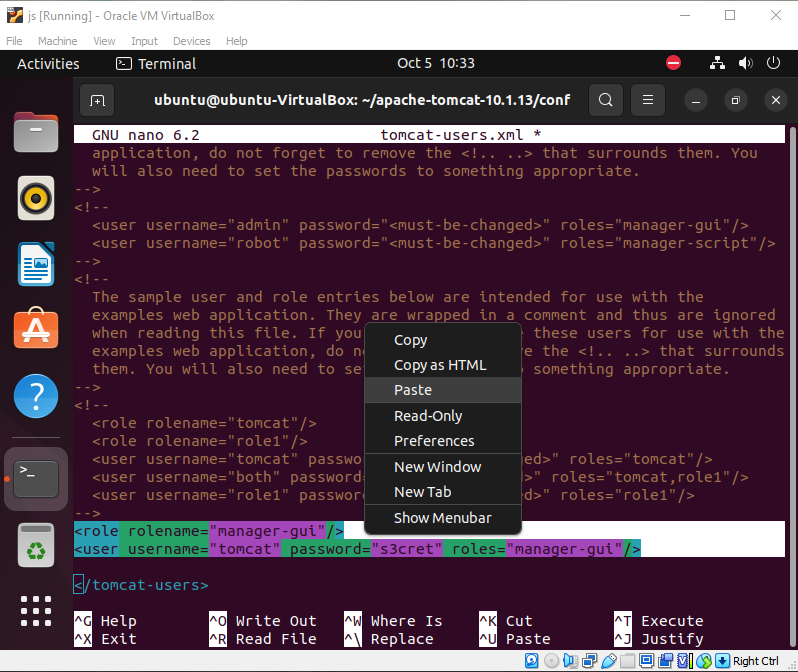 js [Running] - Oracle VM VirtualBox
File Machine View Input Devices Help
Activities Terminal Oct 5 10:33
ubuntu@ubuntu-VirtualBox: ~/apache-tomcat-10.1.13/conf
GNU nano 6.2 tomcat-users.xml *
application, do not forget to remove the <!.. ..> that surrounds them. You
will also need to set the passwords to something appropriate.
-->
<!--
<user username="admin" password="<must-be-changed>" roles="manager-gui"/>
<user username="robot" password="<must-be-changed>" roles="manager-script"/>
-->
<!--
The sample user and role entries below are intended for use with the
examples web application. They are wrapped in a comment and thus are ignored
when reading this file. If you these users for use with the
examples web application, do no ve the <!.. ..> that surrounds
them. You will also need to se o something appropriate.
-->
<!--
<role rolename="tomcat"/>
<role rolename="role1"/>
<user username="tomcat" passwo ed>" roles="tomcat"/>
<user username="both" password >" roles="tomcat,role1"/>
<user username="role1" passwor d>" roles="role1"/>
-->
<role rolename="manager-gui"/>
<user username="tomcat" password="s3cret" roles="manager-gui"/>
</tomcat-users>
Copy
Copy as HTML
Paste
Read-Only
Preferences
New Window
New Tab
Show Menubar
^G Help ^O Write Out ^W Where Is ^K Cut ^T Execute
^X Exit ^R Read File ^\ Replace ^U Paste ^J Justify
Right Ctrl